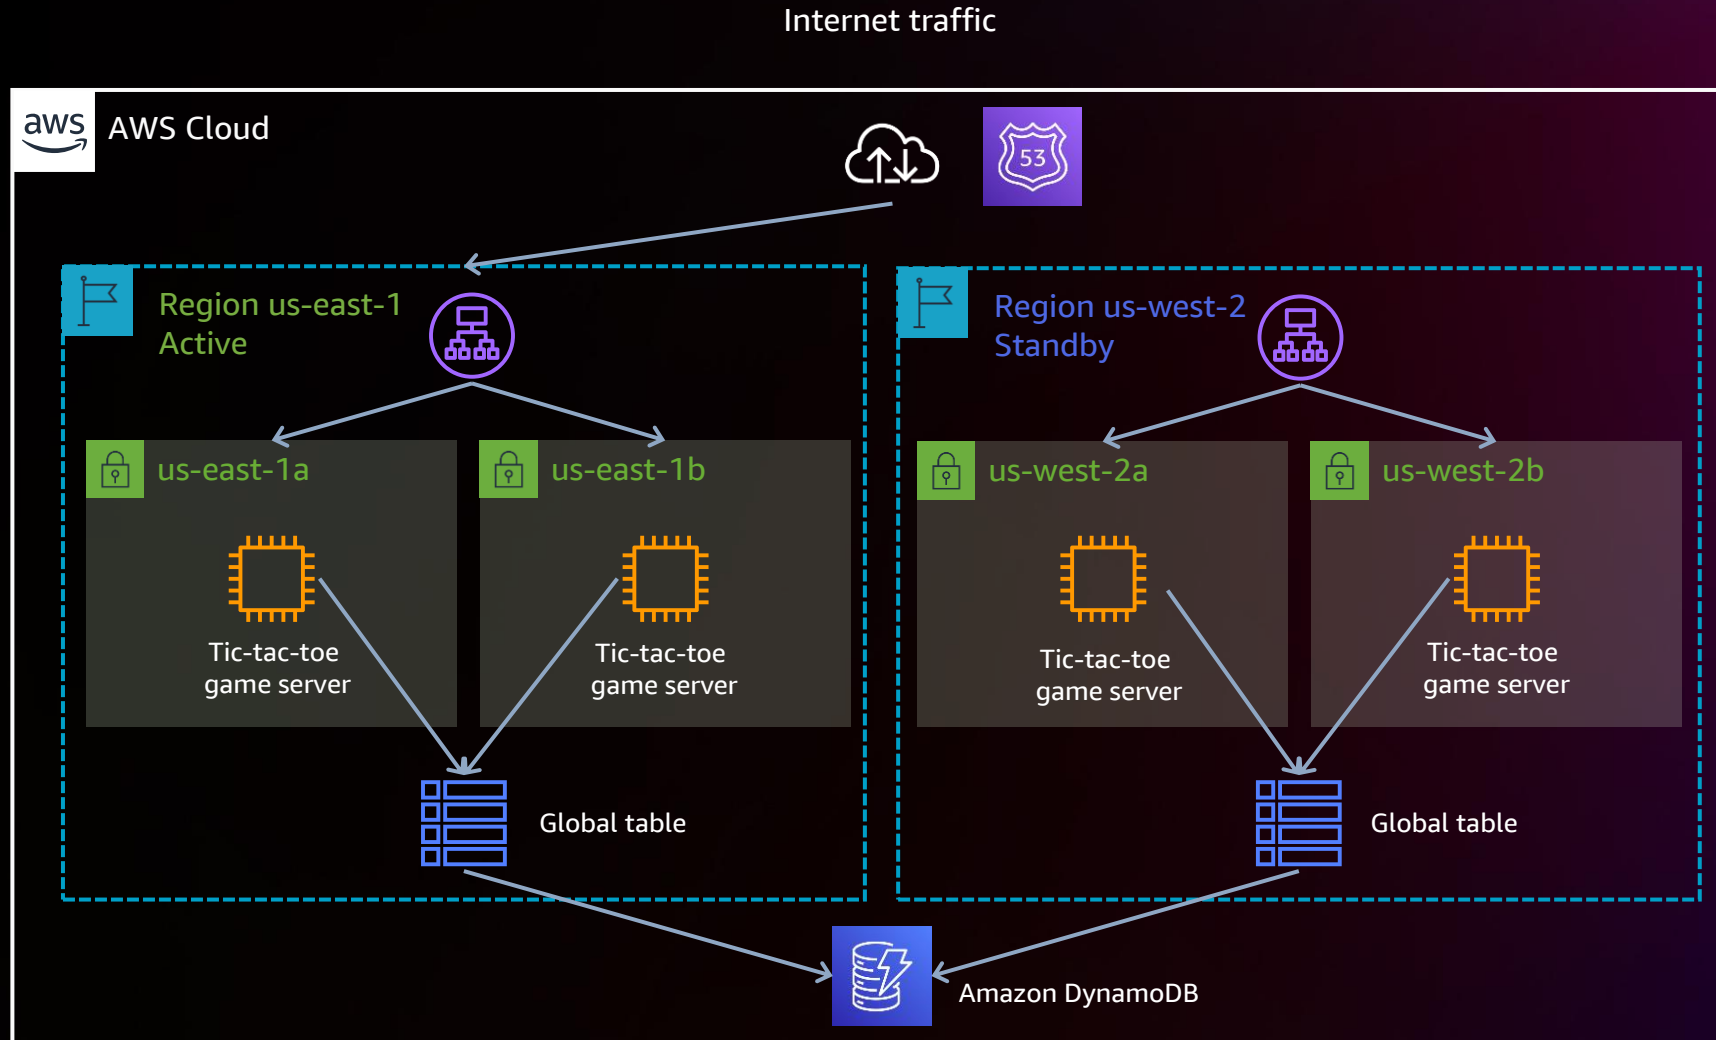 Internet traffic
aws
AWS Cloud
53
Region us-east-1
Active
us-east-1a
us-east-1b
Tic-tac-toe
game server
Tic-tac-toe
game server
Global table
Region us-west-2
Standby
us-west-2a
us-west-2b
Tic-tac-toe
game server
Tic-tac-toe
game server
Global table
Amazon DynamoDB